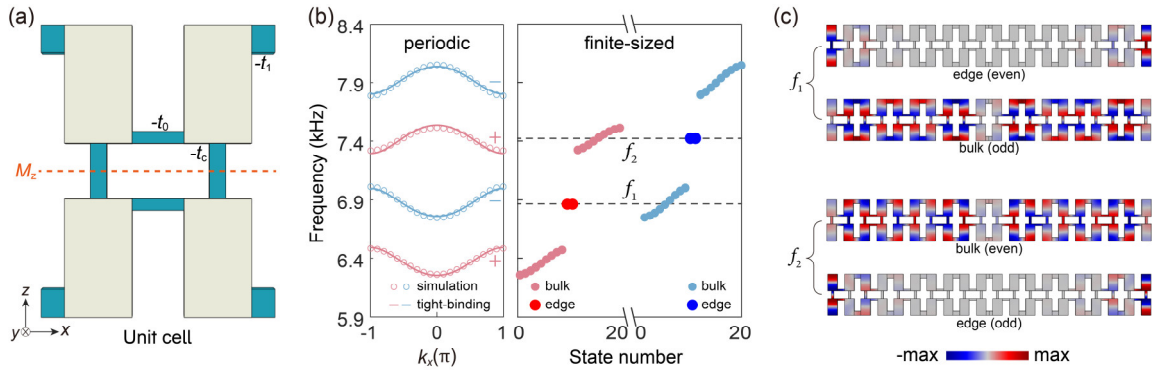 (a)
-t1
-t0
-tc
Mz
z
y
x
Unit cell
(b)
periodic
finite-sized
8.4
7.9
7.4
6.9
6.4
5.9
Frequency (kHz)
−
+
−
+
f2
f1
simulation
tight-binding
bulk
edge
bulk
edge
-1
0
1
0
20
0
20
kx(π)
State number
(c)
f1
edge (even)
bulk (odd)
f2
bulk (even)
edge (odd)
-max
max